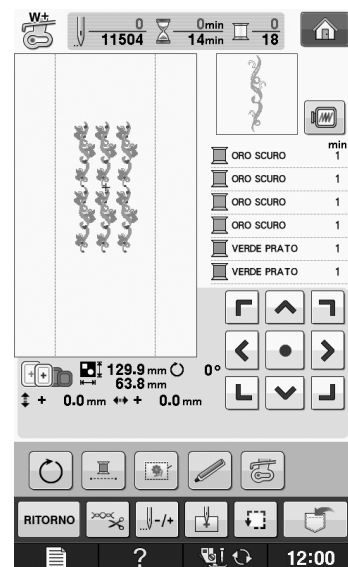 W+
0 0min 0
11504 14min 18
min
ORO SCURO 1
ORO SCURO 1
ORO SCURO 1
ORO SCURO 1
VERDE PRATO 1
VERDE PRATO 1
129.9 mm 0°
63.8 mm
+ 0.0 mm + 0.0 mm
RITORNO -/+
? 12:00